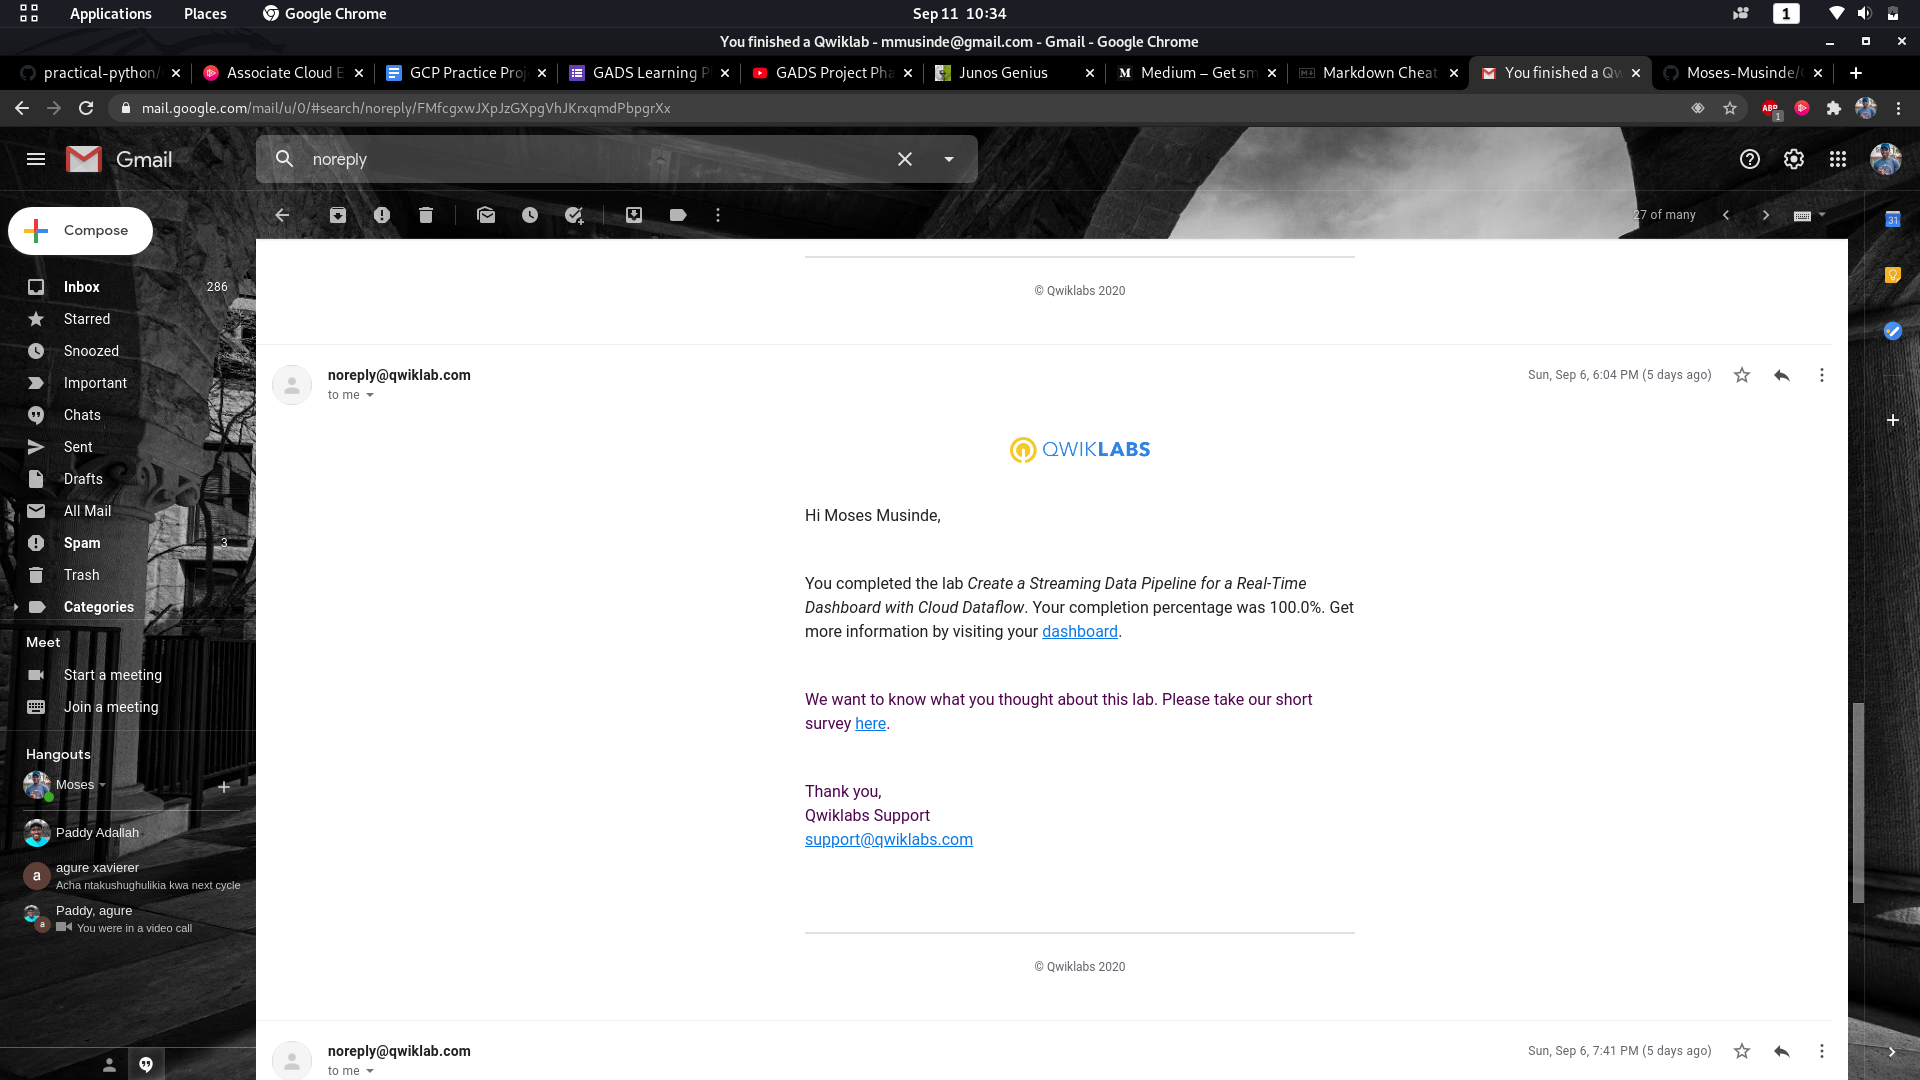 Applications Places Google Chrome Sep 11 10:34 1
You finished a Qwiklab - mmusinde@gmail.com - Gmail - Google Chrome
practical-python/ Associate Cloud E GCP Practice Proj GADS Learning P GADS Project Pha Junos Genius Medium – Get sm Markdown Cheat You finished a Qw Moses-Musinde/
mail.google.com/mail/u/0/#search/noreply/FMfcgxwJXpJzGXpgVhJKrxqmdPbpgrXx ABP 1
Gmail noreply
27 of many
Compose
31
Inbox 286
Starred
Snoozed
Important
Chats
Sent
Drafts
All Mail
Spam 3
Trash
Categories
Meet
Start a meeting
Join a meeting
Hangouts
Moses
Paddy Adallah
a agure xavierer
Acha ntakushughulikia kwa next cycle
Paddy, agure
a You were in a video call
© Qwiklabs 2020
noreply@qwiklab.com Sun, Sep 6, 6:04 PM (5 days ago)
to me
QWIKLABS
Hi Moses Musinde,
You completed the lab Create a Streaming Data Pipeline for a Real-Time
Dashboard with Cloud Dataflow. Your completion percentage was 100.0%. Get
more information by visiting your dashboard.
We want to know what you thought about this lab. Please take our short
survey here.
Thank you,
Qwiklabs Support
support@qwiklabs.com
© Qwiklabs 2020
noreply@qwiklab.com Sun, Sep 6, 7:41 PM (5 days ago)
to me